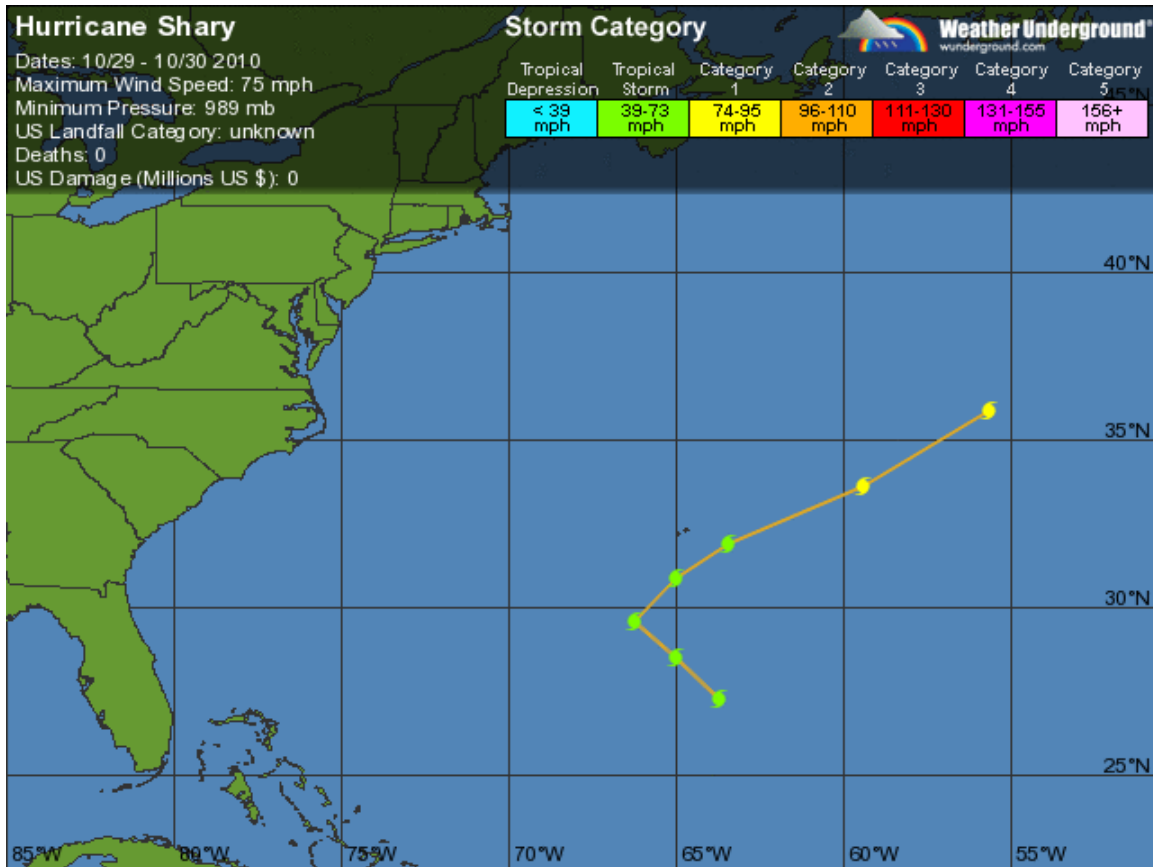 Hurricane Shary
Dates: 10/29 - 10/30 2010
Maximum Wind Speed: 75 mph
Minimum Pressure: 989 mb
US Landfall Category: unknown
Deaths: 0
US Damage (Millions US $): 0
Storm Category
Weather Underground®
wunderground.com
Tropical Depression
< 39 mph
Tropical Storm
39-73 mph
Category 1
74-95 mph
Category 2
96-110 mph
Category 3
111-130 mph
Category 4
131-155 mph
Category 5
156+ mph
45°N
40°N
35°N
30°N
25°N
85°W 80°W 75°W 70°W 65°W 60°W 55°W